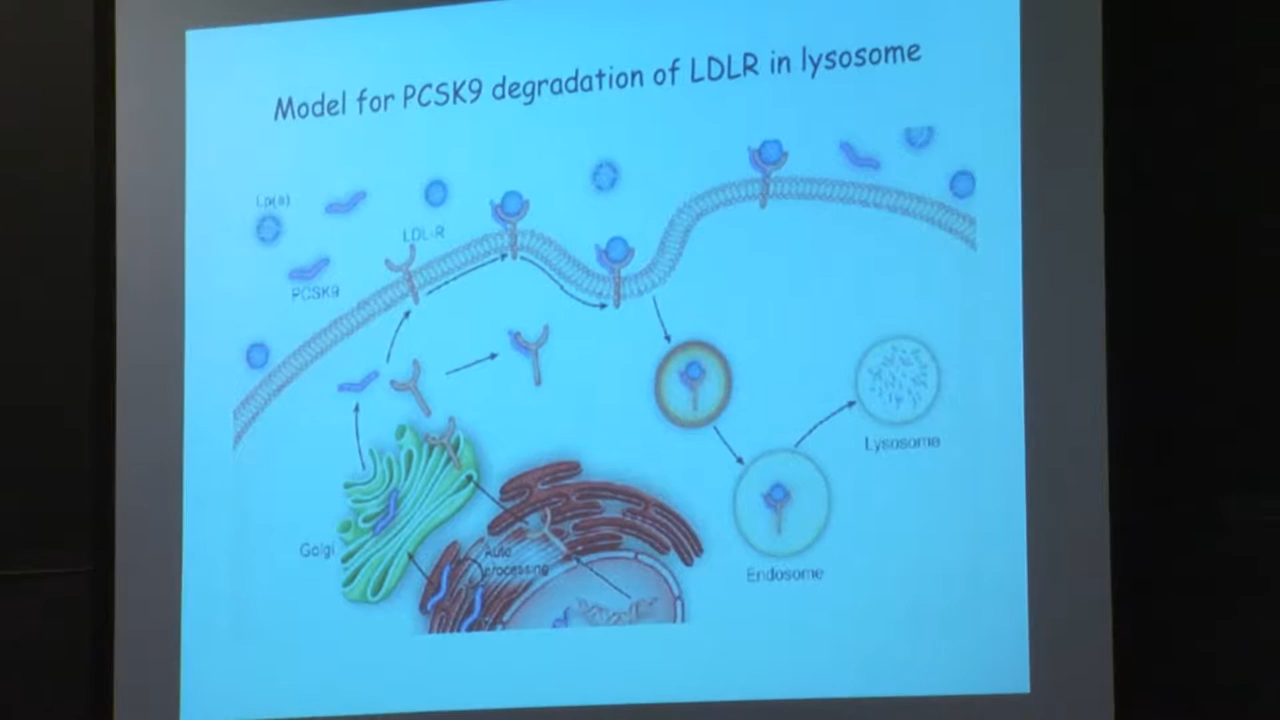 Model for PCSK9 degradation of LDLR in lysosome
Lp(a)
LDL-R
PCSK9
Lysosome
Golgi
Auto
processing
Endosome